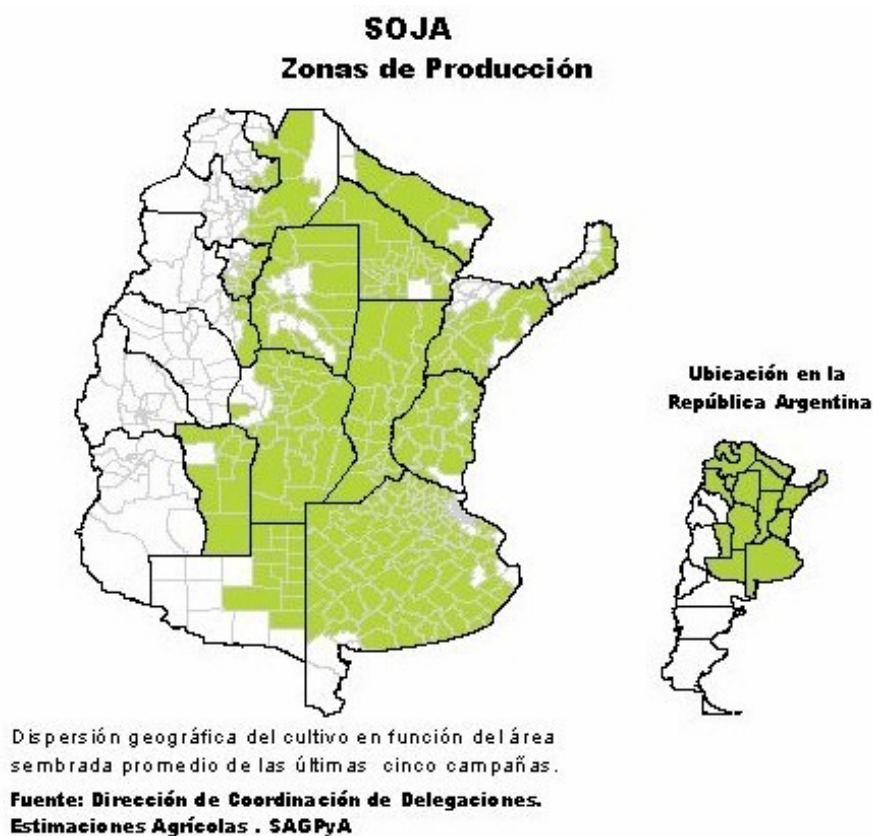 SOJA
Zonas de Producción
Ubicación en la
República Argentina
Dispersión geográfica del cultivo en función del área
sembrada promedio de las últimas cinco campañas.
Fuente: Dirección de Coordinación de Delegaciones.
Estimaciones Agrícolas . SAGPyA